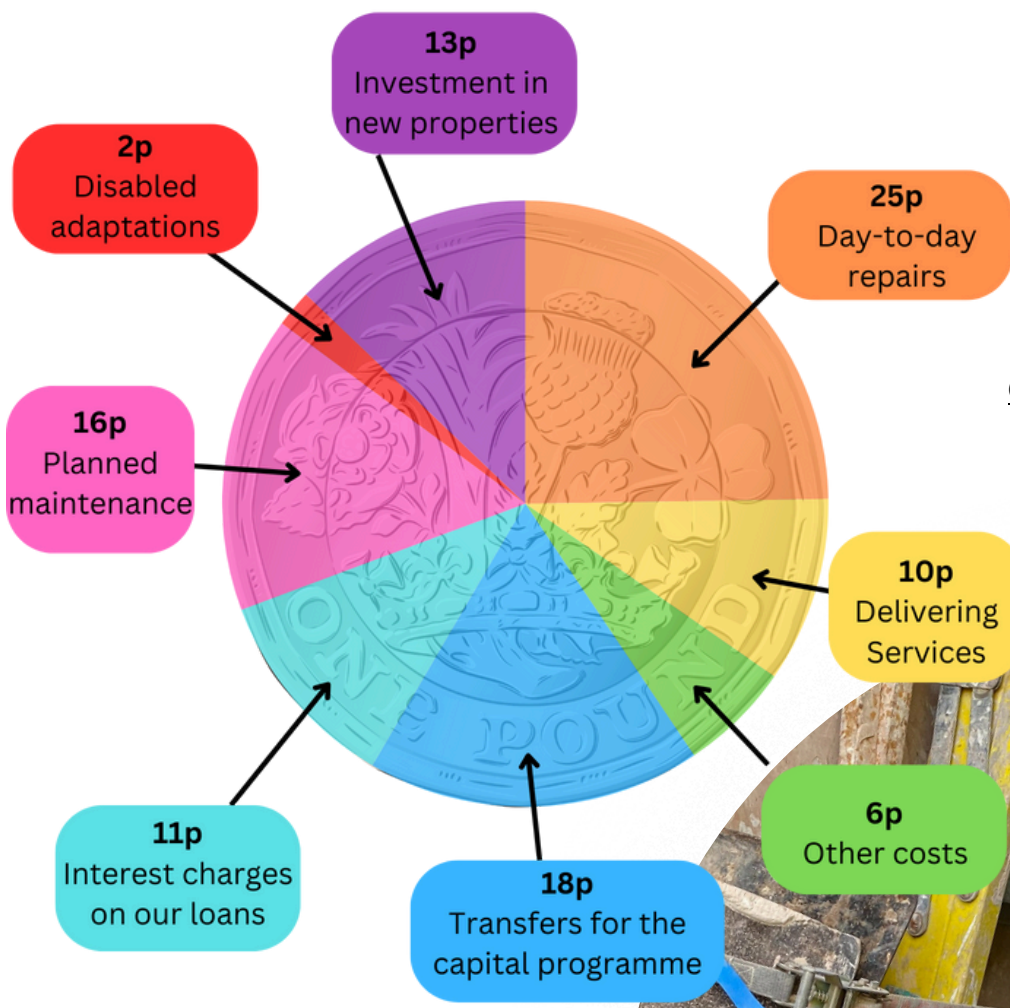 13p
Investment in
new properties
2p
Disabled
adaptations
25p
Day-to-day
repairs
16p
Planned
maintenance
10p
Delivering
Services
6p
Other costs
11p
Interest charges
on our loans
18p
Transfers for the
capital programme
ONE POUND